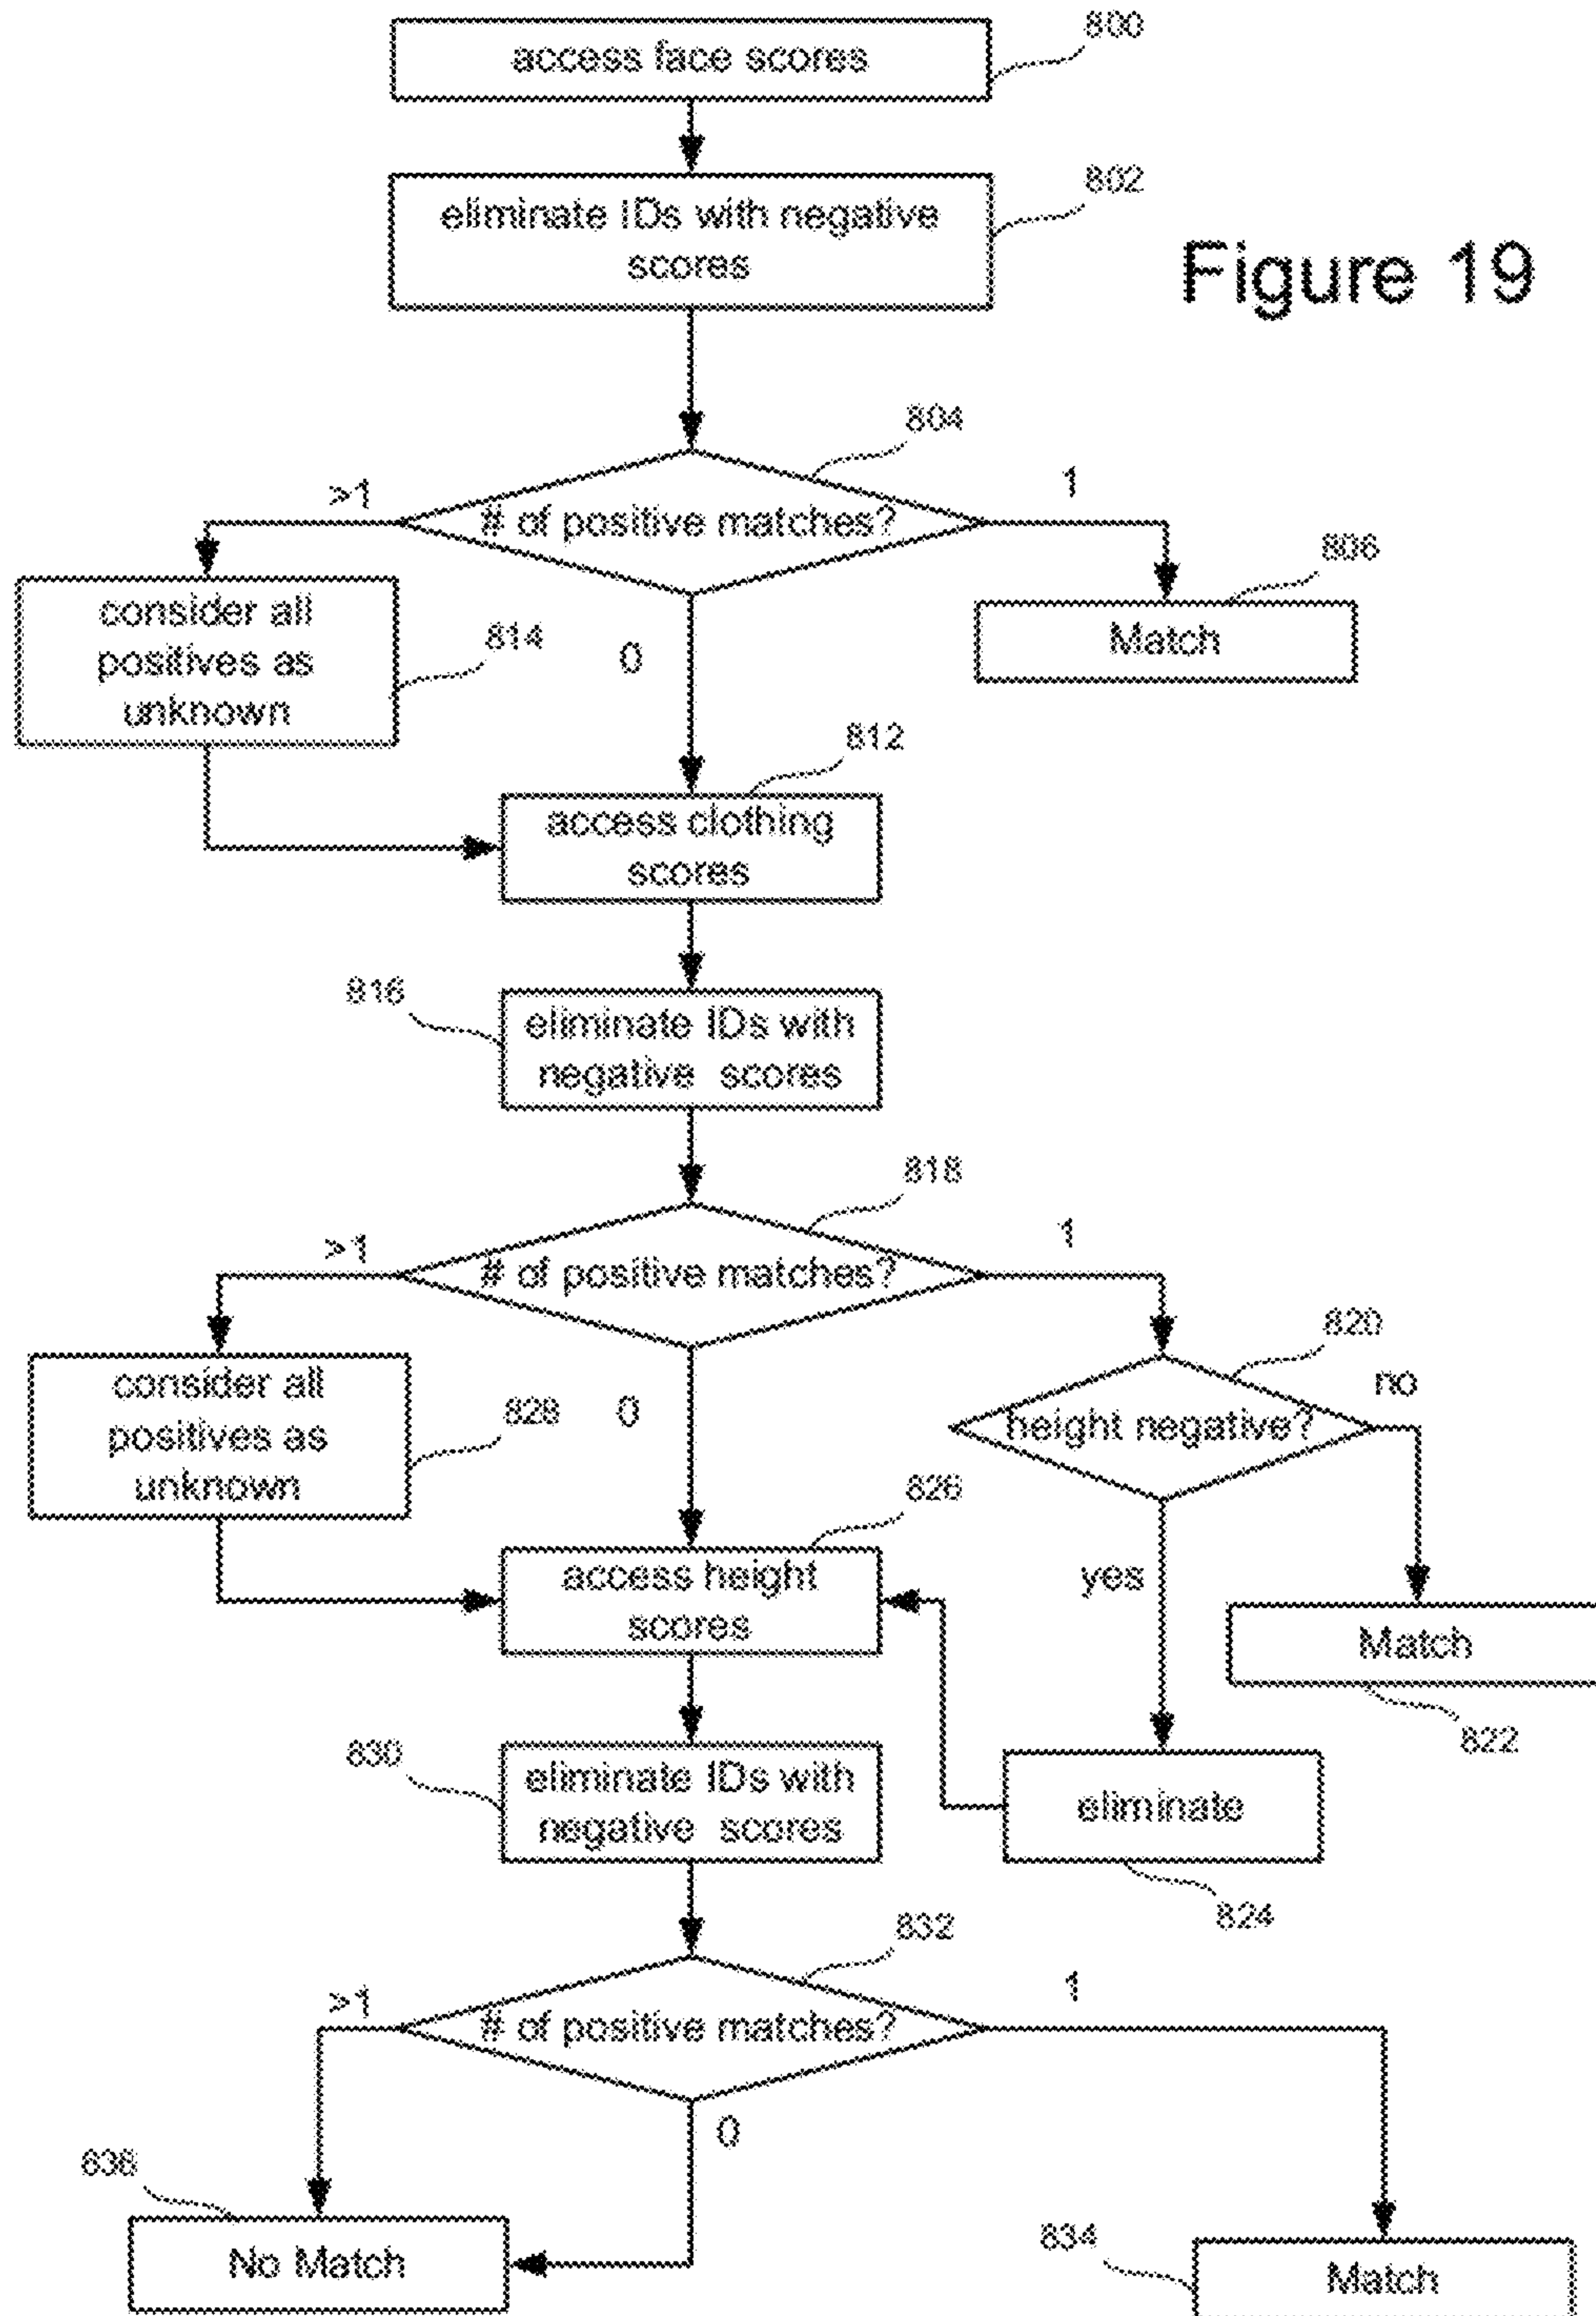 800
access face scores
802
eliminate IDs with negative
scores
Figure 19
804
>1
1
# of positive matches?
806
consider all
positives as
unknown
814
0
Match
812
access clothing
scores
816
eliminate IDs with
negative scores
818
>1
1
# of positive matches?
820
consider all
positives as
unknown
828
0
height negative?
no
826
access height
scores
yes
Match
822
830
eliminate IDs with
negative scores
eliminate
824
832
>1
1
# of positive matches?
0
838
No Match
834
Match